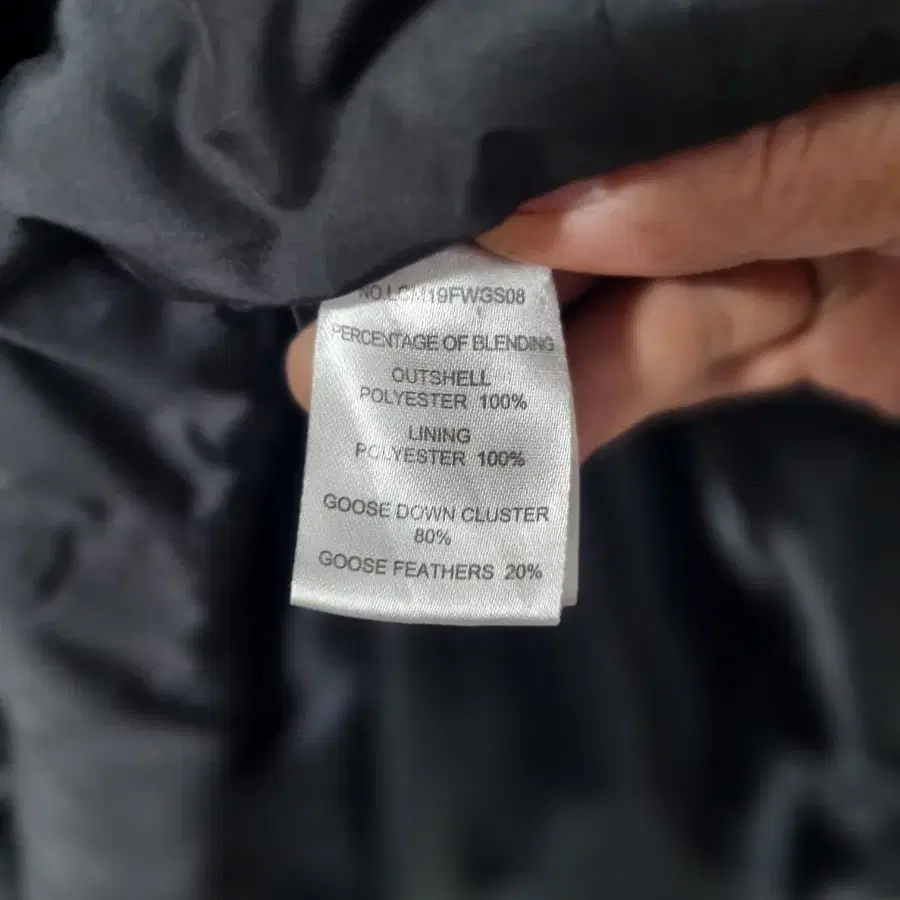 PERCENTAGE OF BLENDING
OUTSHELL
POLYESTER 100%
LINING
POLYESTER 100%
GOOSE DOWN CLUSTER
80%
GOOSE FEATHERS 20%